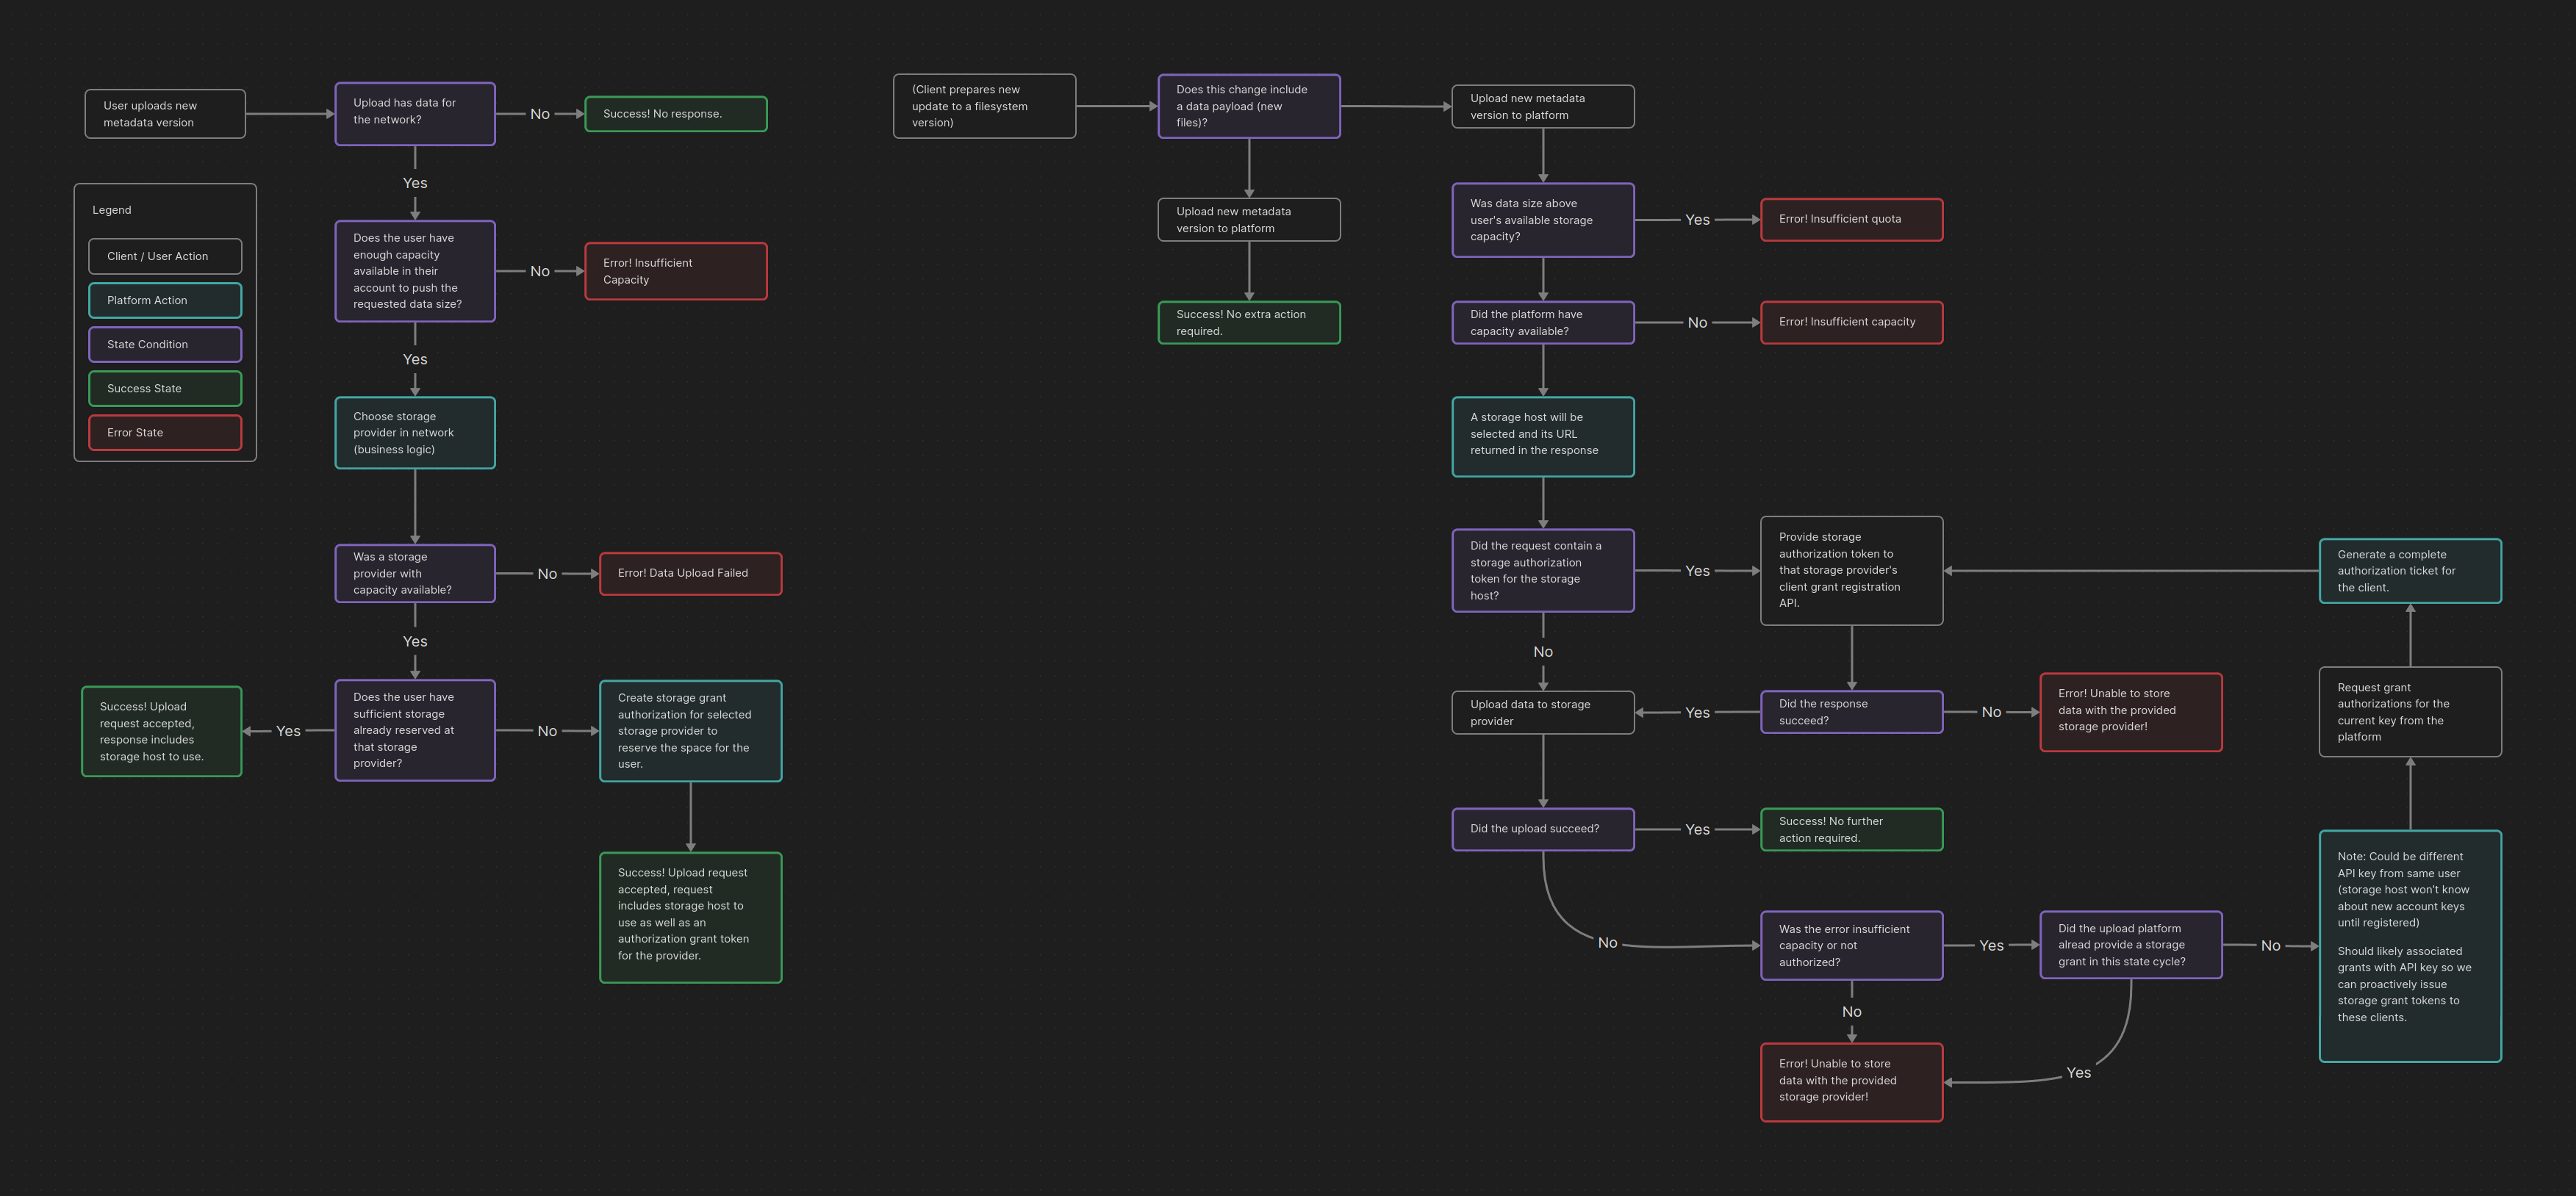 User uploads new
metadata version
Upload has data for
the network?
No
Success! No response.
Yes
Legend
Client / User Action
Platform Action
State Condition
Success State
Error State
Does the user have
enough capacity
available in their
account to push the
requested data size?
No
Error! Insufficient
Capacity
Yes
Choose storage
provider in network
(business logic)
Was a storage
provider with
capacity available?
No
Error! Data Upload Failed
Yes
Does the user have
sufficient storage
already reserved at
that storage
provider?
Yes
Success! Upload
request accepted,
response includes
storage host to use.
No
Create storage grant
authorization for selected
storage provider to
reserve the space for the
user.
Success! Upload request
accepted, request
includes storage host to
use as well as an
authorization grant token
for the provider.
(Client prepares new
update to a filesystem
version)
Does this change include
a data payload (new
files)?
Upload new metadata
version to platform
Success! No extra action
required.
Upload new metadata
version to platform
Was data size above
user's available storage
capacity?
Yes
Error! Insufficient quota
Did the platform have
capacity available?
No
Error! Insufficient capacity
A storage host will be
selected and its URL
returned in the response
Did the request contain a
storage authorization
token for the storage
host?
Yes
Provide storage
authorization token to
that storage provider's
client grant registration
API.
No
Upload data to storage
provider
Yes
Did the response
succeed?
No
Error! Unable to store
data with the provided
storage provider!
Did the upload succeed?
Yes
Success! No further
action required.
No
Was the error insufficient
capacity or not
authorized?
Yes
Did the upload platform
alread provide a storage
grant in this state cycle?
No
No
Yes
Error! Unable to store
data with the provided
storage provider!
Note: Could be different
API key from same user
(storage host won't know
about new account keys
until registered)
Should likely associated
grants with API key so we
can proactively issue
storage grant tokens to
these clients.
Request grant
authorizations for the
current key from the
platform
Generate a complete
authorization ticket for
the client.